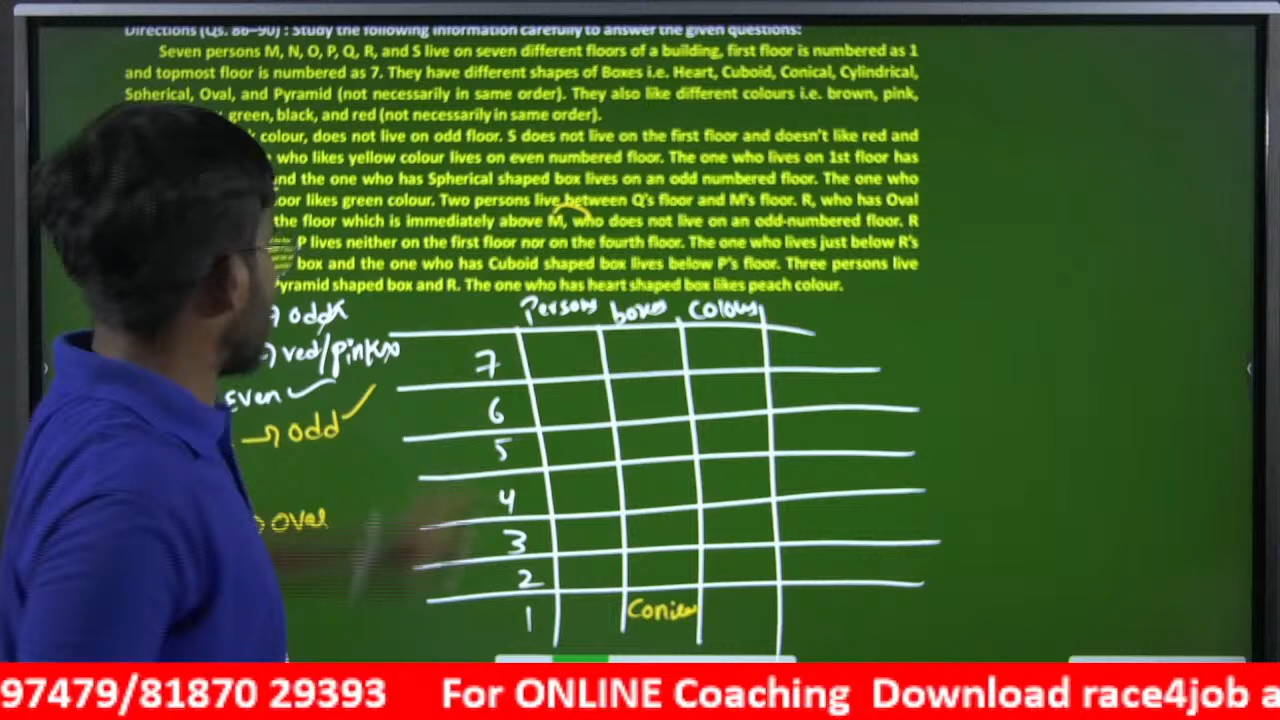 Directions (Qs. 86–90) : Study the following information carefully to answer the given questions:
Seven persons M, N, O, P, Q, R, and S live on seven different floors of a building, first floor is numbered as 1
and topmost floor is numbered as 7. They have different shapes of Boxes i.e. Heart, Cuboid, Conical, Cylindrical,
Spherical, Oval, and Pyramid (not necessarily in same order). They also like different colours i.e. brown, pink,
green, black, and red (not necessarily in same order).
colour, does not live on odd floor. S does not live on the first floor and doesn't like red and
who likes yellow colour lives on even numbered floor. The one who lives on 1st floor has
and the one who has Spherical shaped box lives on an odd numbered floor. The one who
likes green colour. Two persons live between Q's floor and M's floor. R, who has Oval
the floor which is immediately above M, who does not live on an odd-numbered floor. R
P lives neither on the first floor nor on the fourth floor. The one who lives just below R's
box and the one who has Cuboid shaped box lives below P's floor. Three persons live
Pyramid shaped box and R. The one who has heart shaped box likes peach colour.
Persons boxes Colours
odd x
red/pink x
Even ✓
→ odd ✓
oval
7
6
5
4
3
2
1 Conical
97479/81870 29393 For ONLINE Coaching Download race4job a